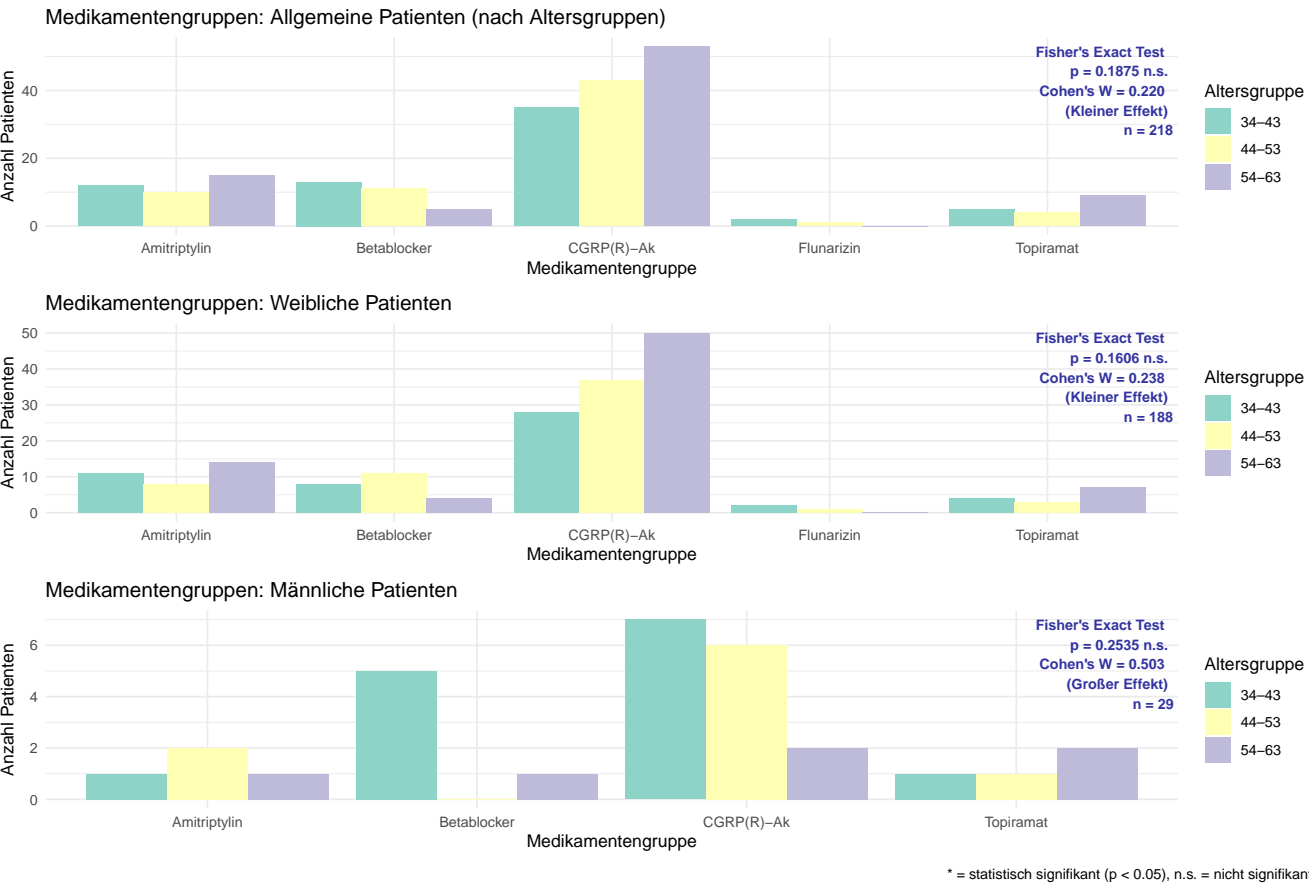 Medikamentengruppen: Allgemeine Patienten (nach Altersgruppen)
Anzahl Patienten
40
20
0
Fisher's Exact Test
p = 0.1875 n.s.
Cohen's W = 0.220
(Kleiner Effekt)
n = 218
Altersgruppe
34–43
44–53
54–63
Amitriptylin Betablocker CGRP(R)−Ak Flunarizin Topiramat
Medikamentengruppe
Medikamentengruppen: Weibliche Patienten
Anzahl Patienten
50
40
30
20
10
0
Fisher's Exact Test
p = 0.1606 n.s.
Cohen's W = 0.238
(Kleiner Effekt)
n = 188
Altersgruppe
34–43
44–53
54–63
Amitriptylin Betablocker CGRP(R)−Ak Flunarizin Topiramat
Medikamentengruppe
Medikamentengruppen: Männliche Patienten
Anzahl Patienten
6
4
2
0
Fisher's Exact Test
p = 0.2535 n.s.
Cohen's W = 0.503
(Großer Effekt)
n = 29
Altersgruppe
34–43
44–53
54–63
Amitriptylin Betablocker CGRP(R)−Ak Topiramat
Medikamentengruppe
* = statistisch signifikant (p < 0.05), n.s. = nicht signifikant